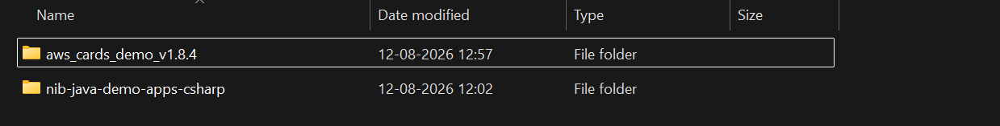 Name Date modified Type Size
aws_cards_demo_v1.8.4 12-08-2026 12:57 File folder
nib-java-demo-apps-csharp 12-08-2026 12:02 File folder